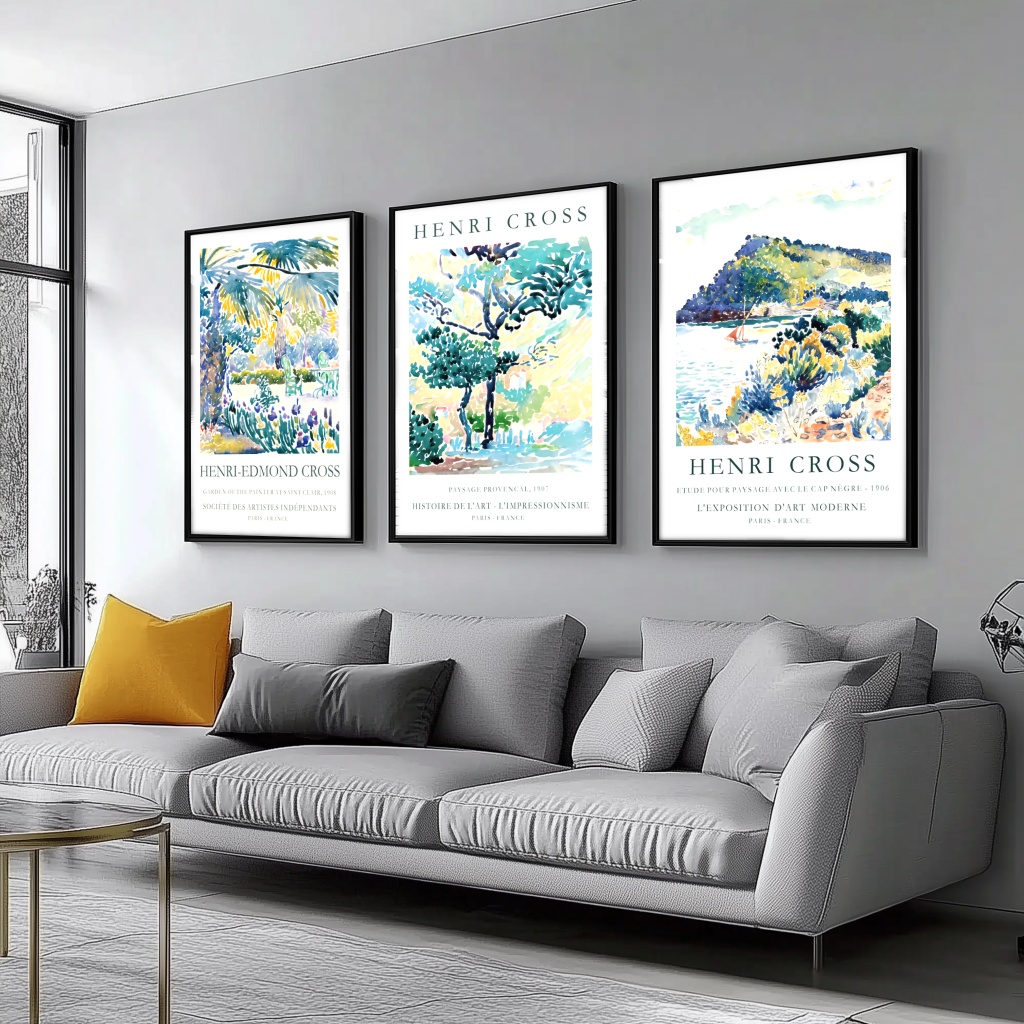 HENRI-EDMOND CROSS
GARDEN OF THE PAINTER AT SAINT CLAIR, 1908
SOCIÉTÉ DES ARTISTES INDÉPENDANTS
PARIS - FRANCE
HENRI CROSS
PAYSAGE PROVENCAL, 1907
HISTOIRE DE L'ART - L'IMPRESSIONNISME
PARIS - FRANCE
HENRI CROSS
ETUDE POUR PAYSAGE AVEC LE CAP NÈGRE - 1906
L'EXPOSITION D'ART MODERNE
PARIS - FRANCE